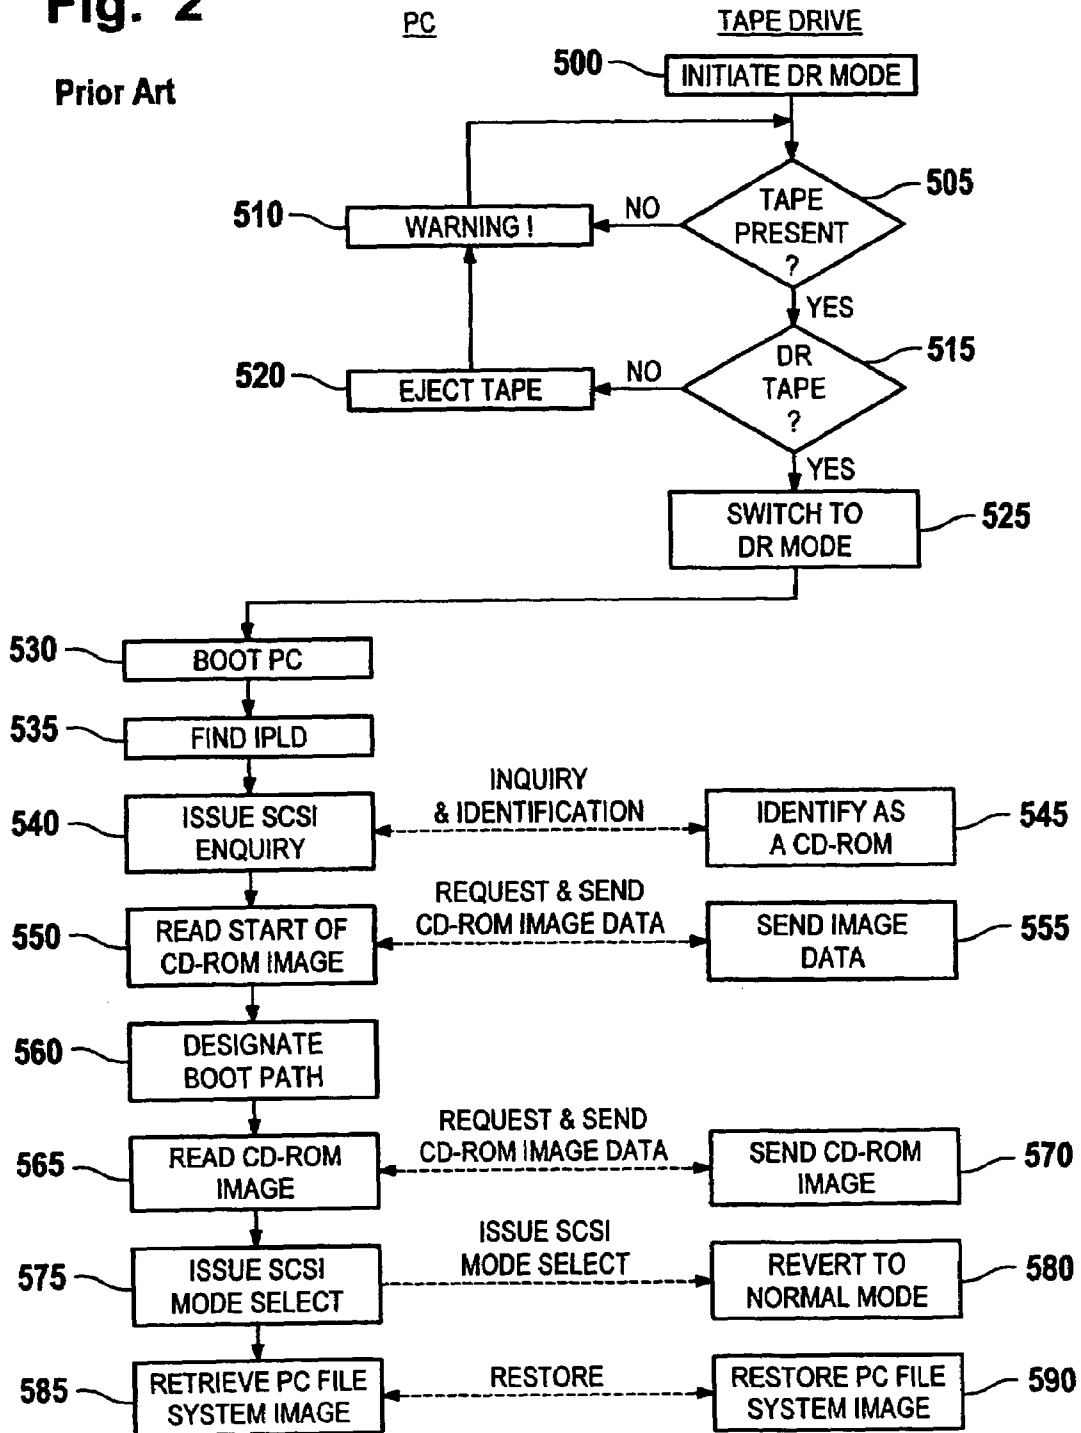 Fig. 2
Prior Art
PC
TAPE DRIVE
500
INITIATE DR MODE
505
TAPE
PRESENT
?
NO
510
WARNING !
YES
515
DR
TAPE
?
NO
520
EJECT TAPE
YES
525
SWITCH TO
DR MODE
530
BOOT PC
535
FIND IPLD
540
ISSUE SCSI
ENQUIRY
INQUIRY
& IDENTIFICATION
IDENTIFY AS
A CD-ROM
545
550
READ START OF
CD-ROM IMAGE
REQUEST & SEND
CD-ROM IMAGE DATA
SEND IMAGE
DATA
555
560
DESIGNATE
BOOT PATH
565
READ CD-ROM
IMAGE
REQUEST & SEND
CD-ROM IMAGE DATA
SEND CD-ROM
IMAGE
570
575
ISSUE SCSI
MODE SELECT
ISSUE SCSI
MODE SELECT
REVERT TO
NORMAL MODE
580
585
RETRIEVE PC FILE
SYSTEM IMAGE
RESTORE
RESTORE PC FILE
SYSTEM IMAGE
590